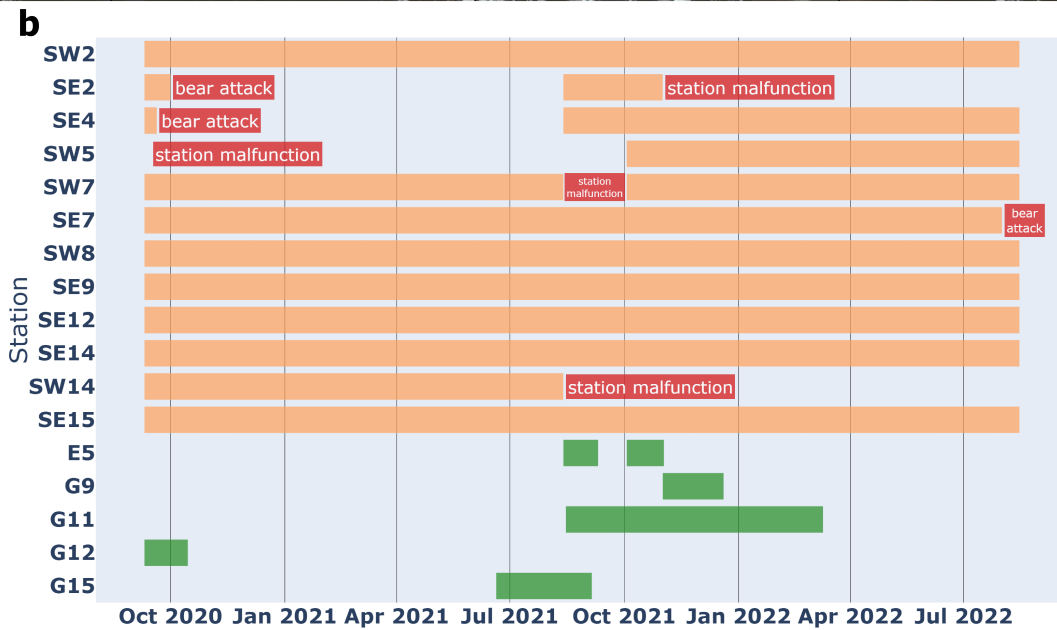 b
SW2
SE2 bear attack station malfunction
SE4 bear attack
SW5 station malfunction
SW7 station
malfunction
SE7 bear
attack
SW8
SE9
SE12
SE14
SW14 station malfunction
SE15
E5
G9
G11
G12
G15
Station
Oct 2020 Jan 2021 Apr 2021 Jul 2021 Oct 2021 Jan 2022 Apr 2022 Jul 2022